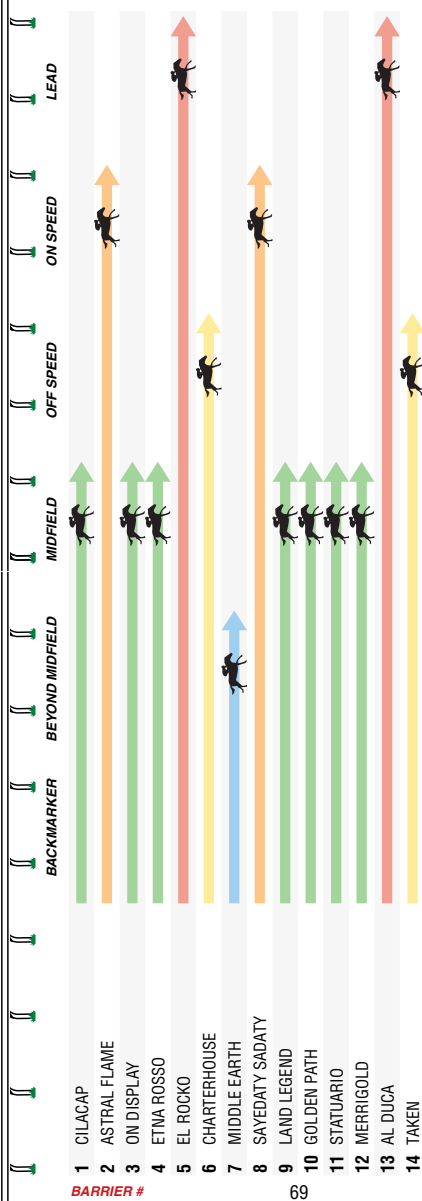 LEAD
ON SPEED
OFF SPEED
MIDFIELD
BEYOND MIDFIELD
BACKMARKER
1 CILACAP
2 ASTRAL FLAME
3 ON DISPLAY
4 ETNA ROSSO
5 EL ROCKO
6 CHARTERHOUSE
7 MIDDLE EARTH
8 SAYEDATY SADATY
9 LAND LEGEND
10 GOLDEN PATH
11 STATUARIO
12 MERRIGOLD
13 AL DUCA
14 TAKEN
BARRIER #
69